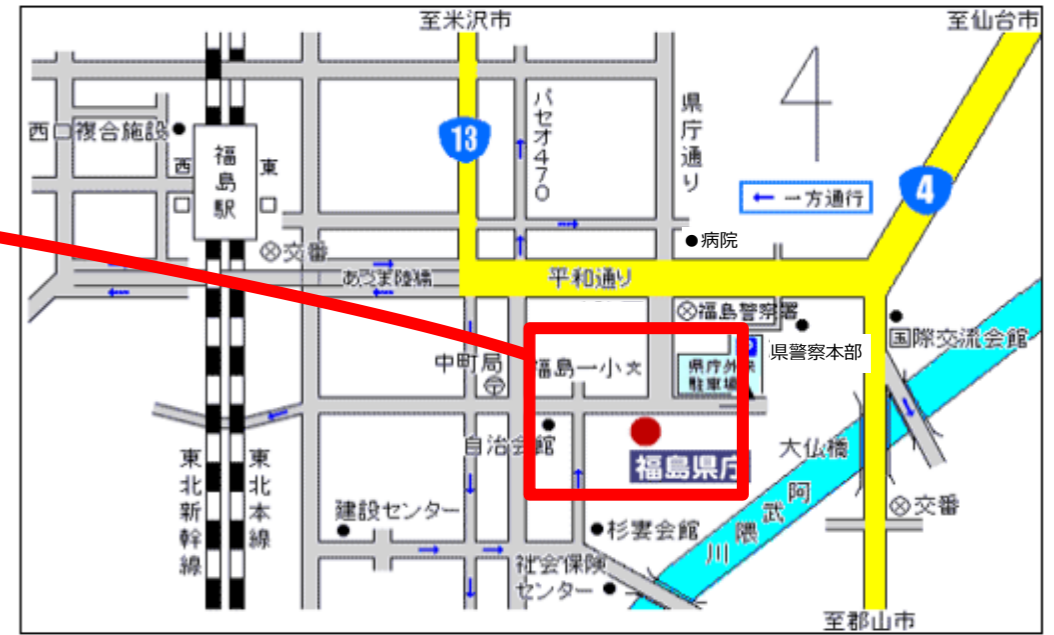 至米沢市
至仙台市
13
パセオ470
県庁通り
西口複合施設
西口
福島駅
東口
4
← 一方通行
病院
交番
あづま陸橋
平和通り
福島警察署
国際交流会館
県警察本部
中町局
福島一小
文
県庁外来
駐車場
P
自治会館
福島県庁
大仏橋
東北新幹線
東北本線
建設センター
杉妻会館
阿武隈川
交番
社会保険
センター
至郡山市